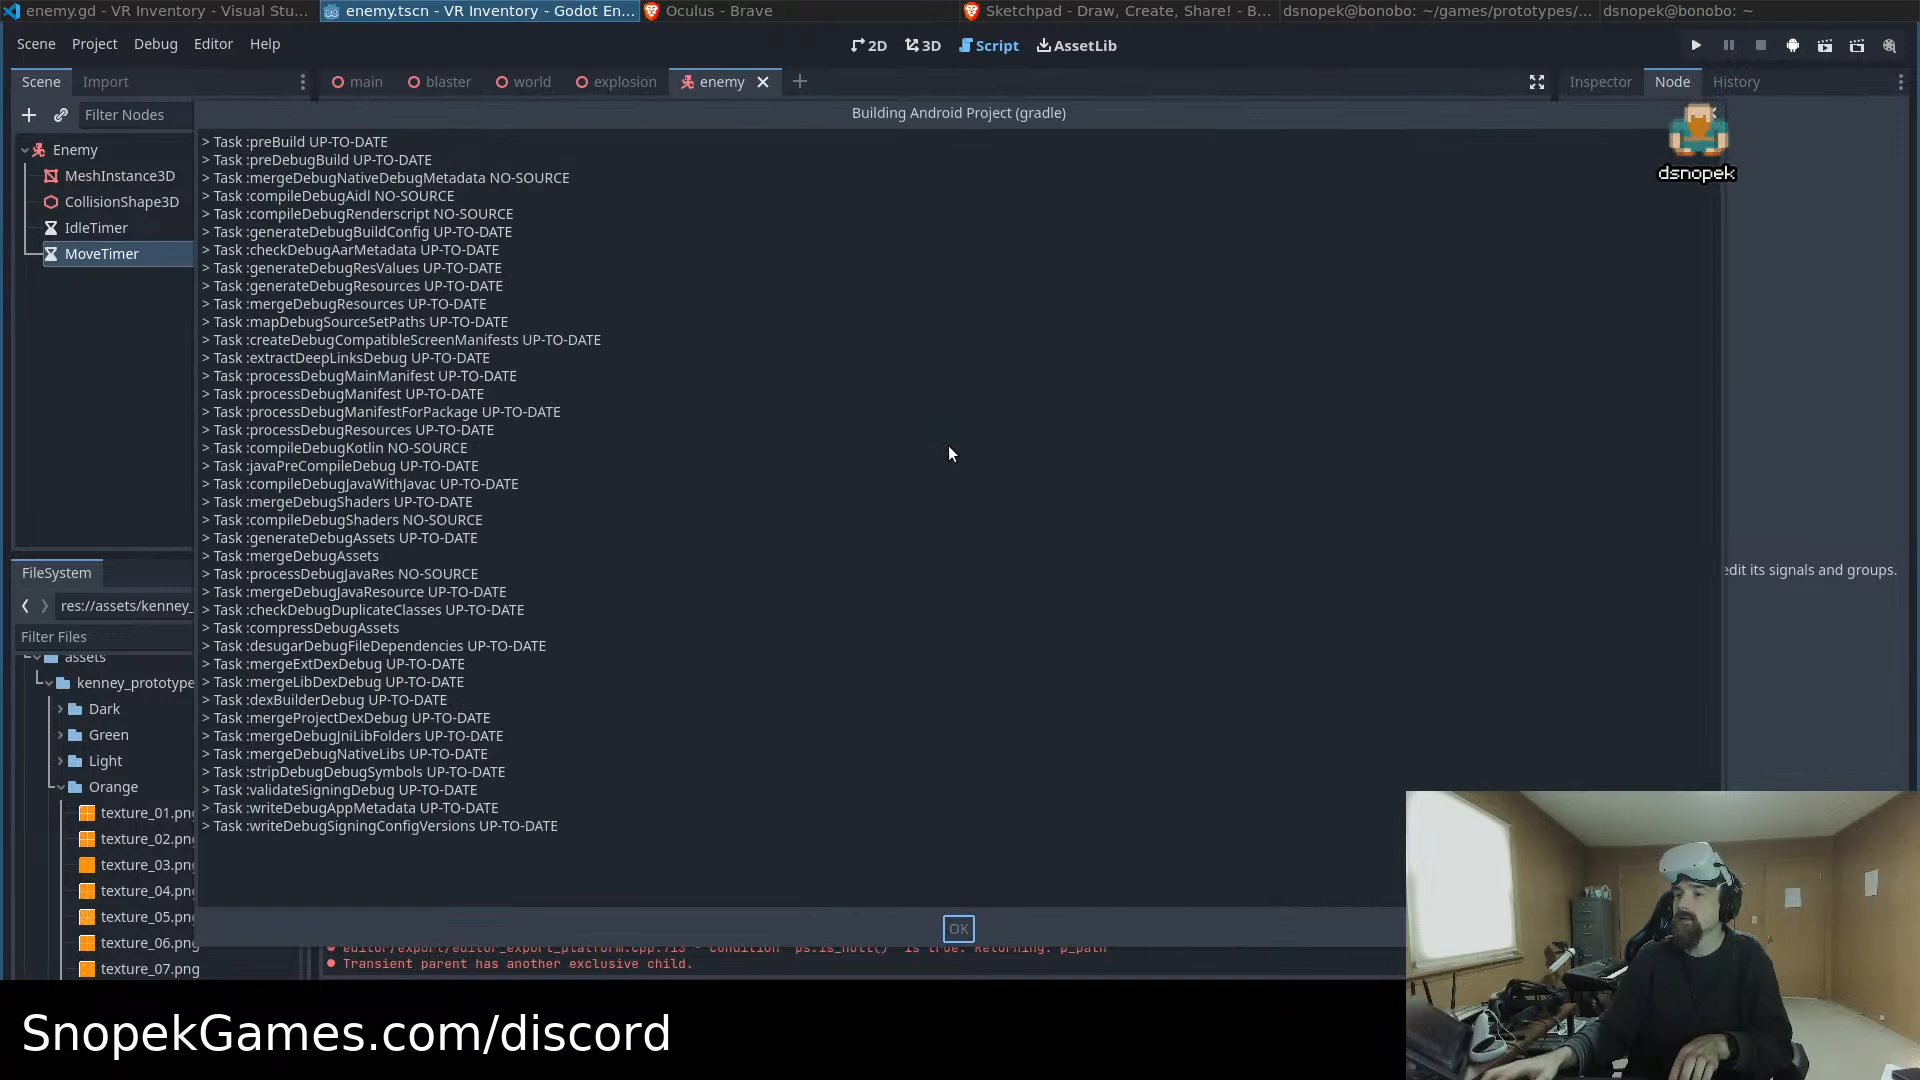 enemy.gd - VR Inventory - Visual Stu...
enemy.tscn - VR Inventory - Godot En...
Oculus - Brave
Sketchpad - Draw, Create, Share! - B...
dsnopek@bonobo: ~/games/prototypes/...
dsnopek@bonobo: ~
Scene Project Debug Editor Help
2D 3D Script AssetLib
Scene Import
main blaster world explosion enemy
Inspector Node History
Filter Nodes
Building Android Project (gradle)
Enemy
MeshInstance3D
CollisionShape3D
IdleTimer
MoveTimer
dsnopek
> Task :preBuild UP-TO-DATE
> Task :preDebugBuild UP-TO-DATE
> Task :mergeDebugNativeDebugMetadata NO-SOURCE
> Task :compileDebugAidl NO-SOURCE
> Task :compileDebugRenderscript NO-SOURCE
> Task :generateDebugBuildConfig UP-TO-DATE
> Task :checkDebugAarMetadata UP-TO-DATE
> Task :generateDebugResValues UP-TO-DATE
> Task :generateDebugResources UP-TO-DATE
> Task :mergeDebugResources UP-TO-DATE
> Task :mapDebugSourceSetPaths UP-TO-DATE
> Task :createDebugCompatibleScreenManifests UP-TO-DATE
> Task :extractDeepLinksDebug UP-TO-DATE
> Task :processDebugMainManifest UP-TO-DATE
> Task :processDebugManifest UP-TO-DATE
> Task :processDebugManifestForPackage UP-TO-DATE
> Task :processDebugResources UP-TO-DATE
> Task :compileDebugKotlin NO-SOURCE
> Task :javaPreCompileDebug UP-TO-DATE
> Task :compileDebugJavaWithJavac UP-TO-DATE
> Task :mergeDebugShaders UP-TO-DATE
> Task :compileDebugShaders NO-SOURCE
> Task :generateDebugAssets UP-TO-DATE
> Task :mergeDebugAssets
> Task :processDebugJavaRes NO-SOURCE
> Task :mergeDebugJavaResource UP-TO-DATE
> Task :checkDebugDuplicateClasses UP-TO-DATE
> Task :compressDebugAssets
> Task :desugarDebugFileDependencies UP-TO-DATE
> Task :mergeExtDexDebug UP-TO-DATE
> Task :mergeLibDexDebug UP-TO-DATE
> Task :dexBuilderDebug UP-TO-DATE
> Task :mergeProjectDexDebug UP-TO-DATE
> Task :mergeDebugJniLibFolders UP-TO-DATE
> Task :mergeDebugNativeLibs UP-TO-DATE
> Task :stripDebugDebugSymbols UP-TO-DATE
> Task :validateSigningDebug UP-TO-DATE
> Task :writeDebugAppMetadata UP-TO-DATE
> Task :writeDebugSigningConfigVersions UP-TO-DATE
edit its signals and groups.
FileSystem
res://assets/kenney_
Filter Files
assets
kenney_prototype
Dark
Green
Light
Orange
texture_01.png
texture_02.png
texture_03.png
texture_04.png
texture_05.png
texture_06.png
texture_07.png
OK
editor/export/editor_export_platform.cpp:713 - Condition "ps.is_null()" is true. Returning: p_path
Transient parent has another exclusive child.
SnopekGames.com/discord